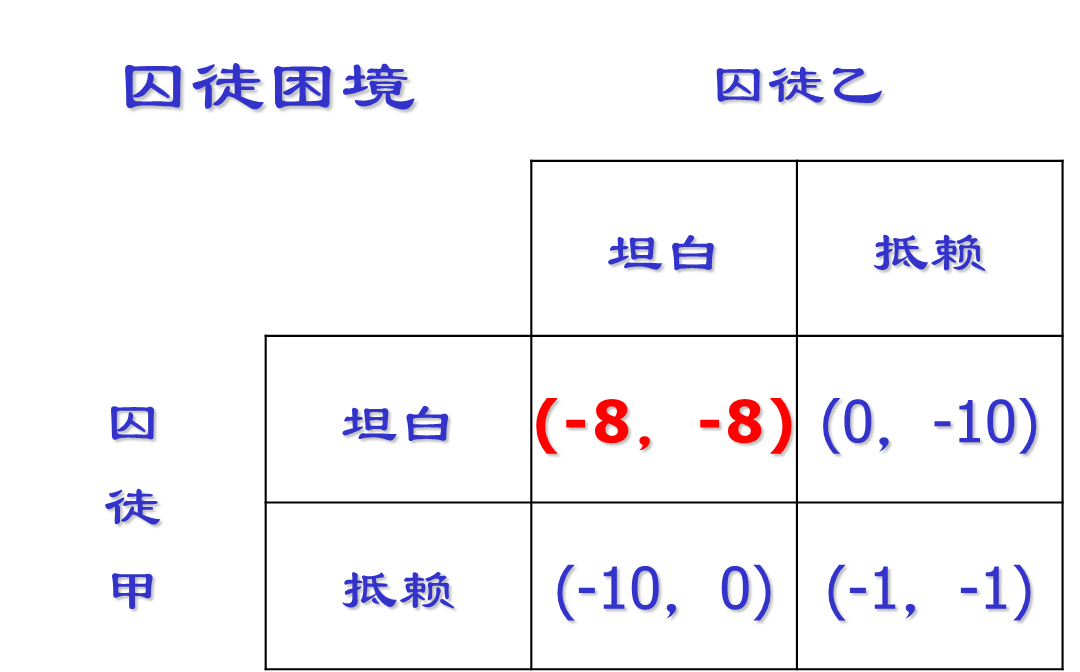 囚徒困境
囚徒乙
坦白 抵赖
囚徒甲
坦白 (-8, -8) (0, -10)
抵赖 (-10, 0) (-1, -1)